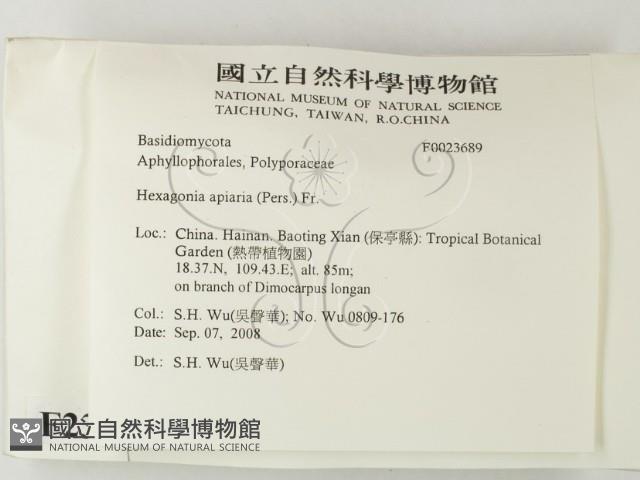 國立自然科學博物館
NATIONAL MUSEUM OF NATURAL SCIENCE
TAICHUNG, TAIWAN, R.O.CHINA
Basidiomycota F0023689
Aphyllophorales, Polyporaceae
Hexagonia apiaria (Pers.) Fr.
Loc.: China. Hainan. Baoting Xian (保亭縣): Tropical Botanical
Garden (熱帶植物園)
18.37.N, 109.43.E; alt. 85m;
on branch of Dimocarpus longan
Col.: S.H. Wu(吳聲華); No. Wu 0809-176
Date: Sep. 07, 2008
Det.: S.H. Wu(吳聲華)
國立自然科學博物館
NATIONAL MUSEUM OF NATURAL SCIENCE